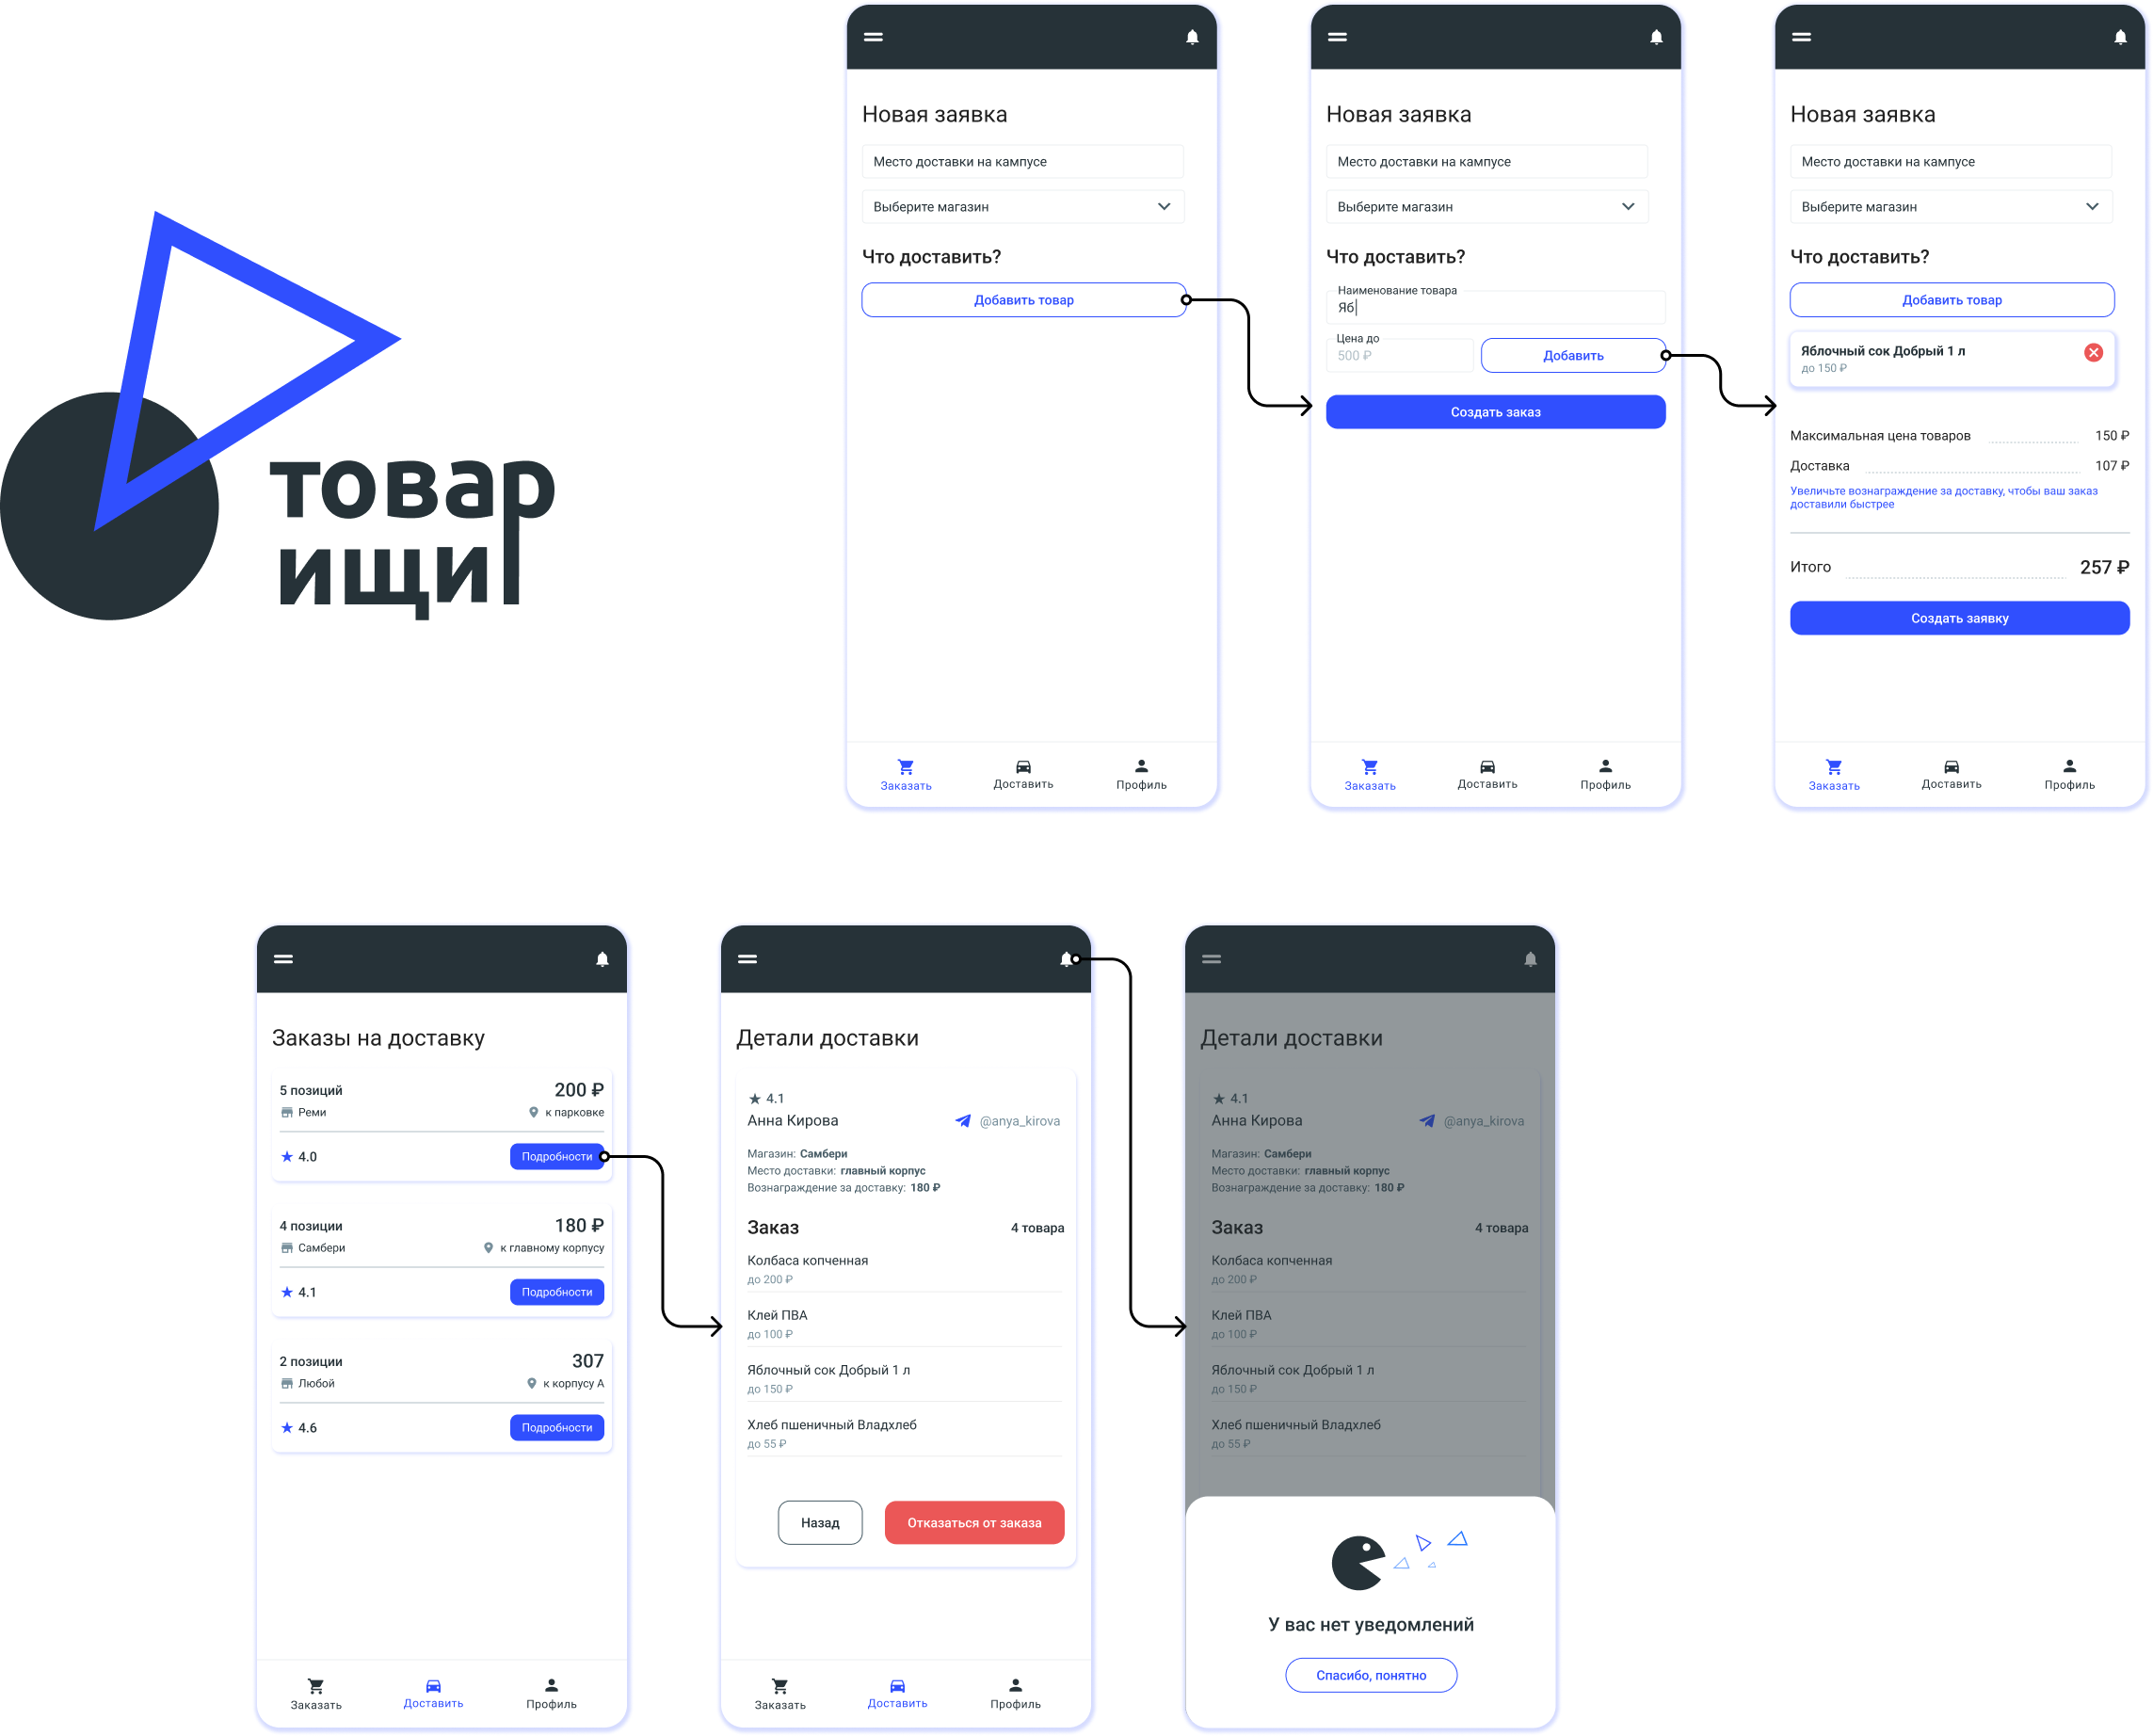 товар
ищи
Новая заявка
Место доставки на кампусе
Выберите магазин
Что доставить?
Добавить товар
Заказать
Доставить
Профиль
Новая заявка
Место доставки на кампусе
Выберите магазин
Что доставить?
Наименование товара
Яб
Цена до
500 ₽
Добавить
Создать заказ
Заказать
Доставить
Профиль
Новая заявка
Место доставки на кампусе
Выберите магазин
Что доставить?
Добавить товар
Яблочный сок Добрый 1 л
до 150 ₽
Максимальная цена товаров 150 ₽
Доставка 107 ₽
Увеличьте вознаграждение за доставку, чтобы ваш заказ
доставили быстрее
Итого 257 ₽
Создать заявку
Заказать
Доставить
Профиль
Заказы на доставку
5 позиций 200 ₽
Реми к парковке
4.0 Подробности
4 позиции 180 ₽
Самбери к главному корпусу
4.1 Подробности
2 позиции 307
Любой к корпусу А
4.6 Подробности
Заказать
Доставить
Профиль
Детали доставки
4.1
Анна Кирова @anya_kirova
Магазин: Самбери
Место доставки: главный корпус
Вознаграждение за доставку: 180 ₽
Заказ 4 товара
Колбаса копченная
до 200 ₽
Клей ПВА
до 100 ₽
Яблочный сок Добрый 1 л
до 150 ₽
Хлеб пшеничный Владхлеб
до 55 ₽
Назад
Отказаться от заказа
Заказать
Доставить
Профиль
Детали доставки
4.1
Анна Кирова @anya_kirova
Магазин: Самбери
Место доставки: главный корпус
Вознаграждение за доставку: 180 ₽
Заказ 4 товара
Колбаса копченная
до 200 ₽
Клей ПВА
до 100 ₽
Яблочный сок Добрый 1 л
до 150 ₽
Хлеб пшеничный Владхлеб
до 55 ₽
У вас нет уведомлений
Спасибо, понятно